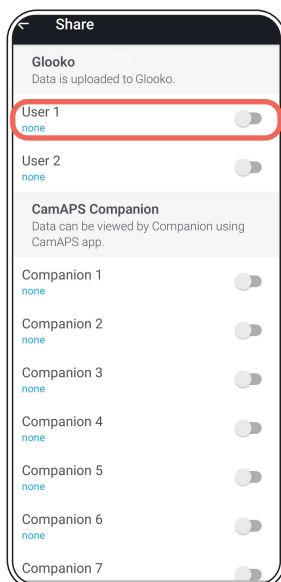 Share
Glooko
Data is uploaded to Glooko.
User 1
none
User 2
none
CamAPS Companion
Data can be viewed by Companion using
CamAPS app.
Companion 1
none
Companion 2
none
Companion 3
none
Companion 4
none
Companion 5
none
Companion 6
none
Companion 7